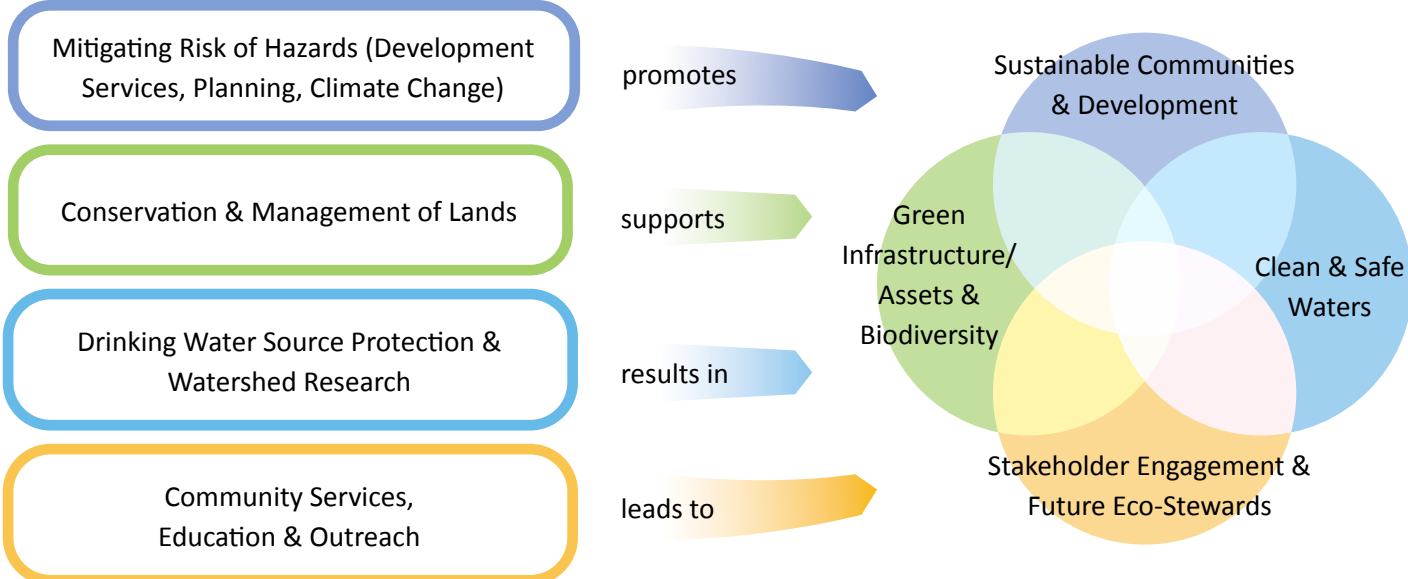 Mitigating Risk of Hazards (Development
Services, Planning, Climate Change)
promotes
Sustainable Communities
& Development
Conservation & Management of Lands
supports
Green
Infrastructure/
Assets &
Biodiversity
Clean & Safe
Waters
Drinking Water Source Protection &
Watershed Research
results in
Community Services,
Education & Outreach
leads to
Stakeholder Engagement &
Future Eco-Stewards